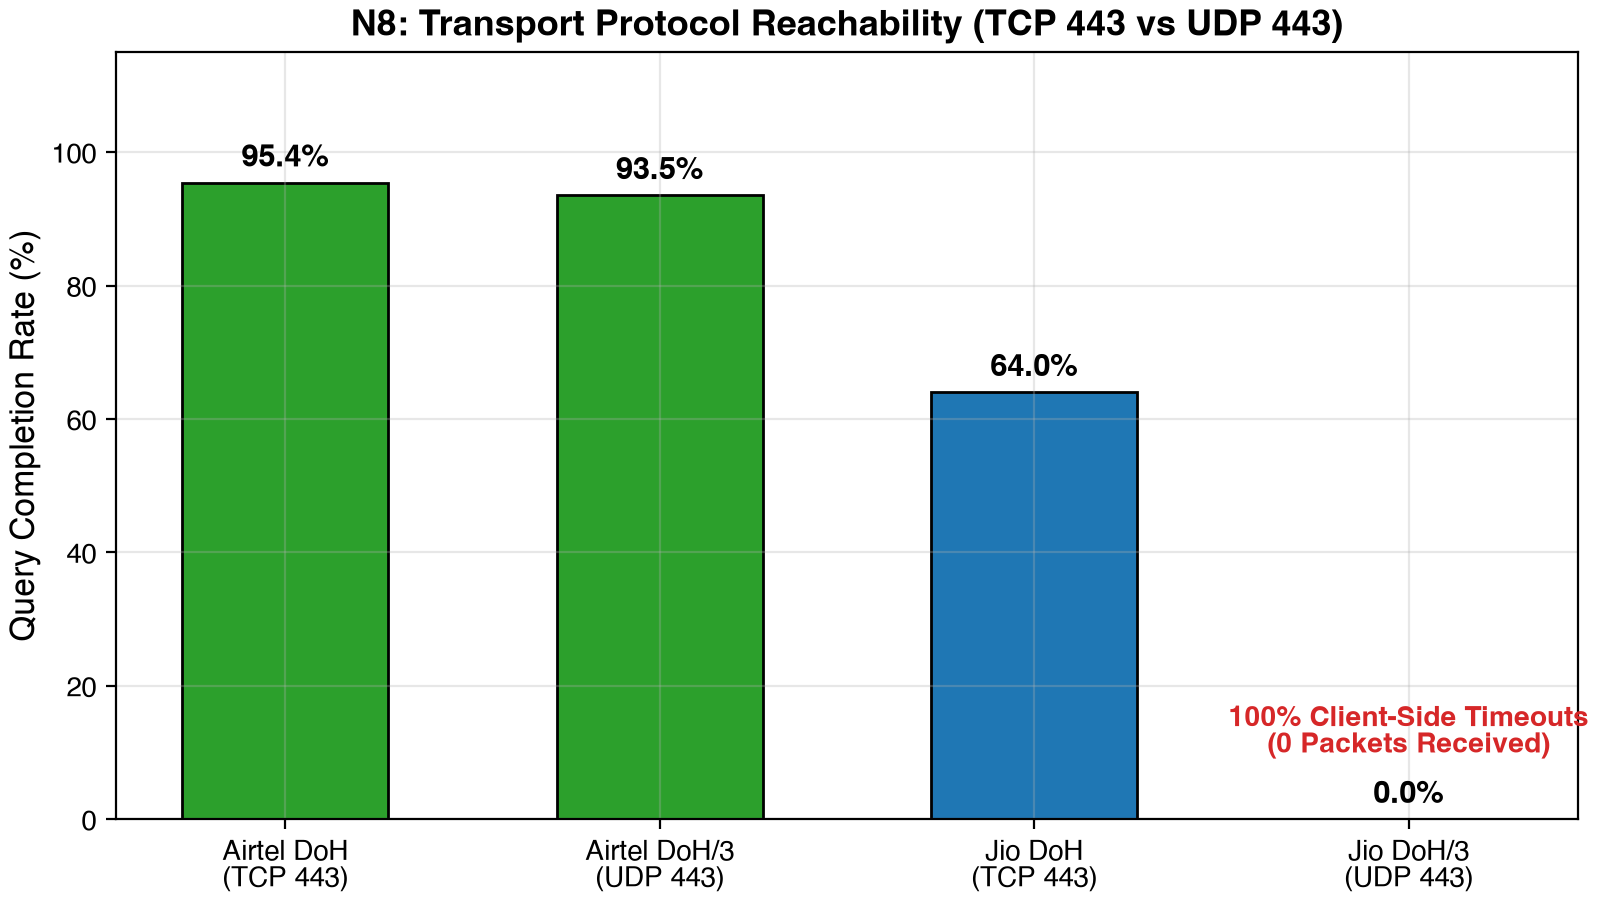 N8: Transport Protocol Reachability (TCP 443 vs UDP 443)
Query Completion Rate (%)
100
80
60
40
20
0
95.4%
93.5%
64.0%
100% Client-Side Timeouts
(0 Packets Received)
0.0%
Airtel DoH
(TCP 443)
Airtel DoH/3
(UDP 443)
Jio DoH
(TCP 443)
Jio DoH/3
(UDP 443)